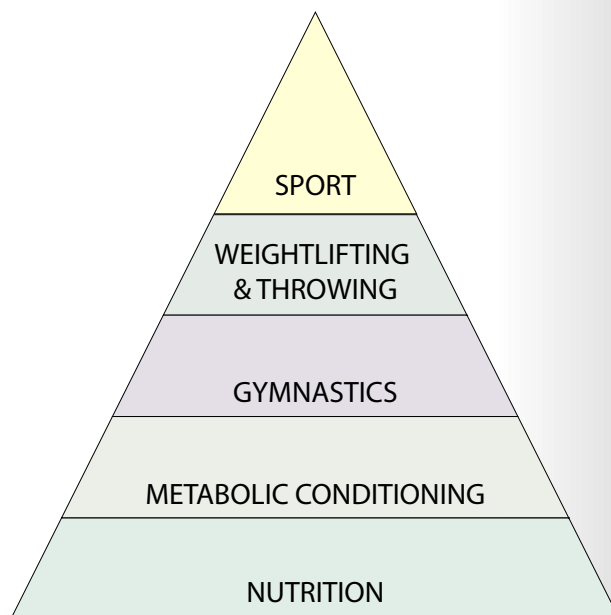 SPORT
WEIGHTLIFTING
& THROWING
GYMNASTICS
METABOLIC CONDITIONING
NUTRITION